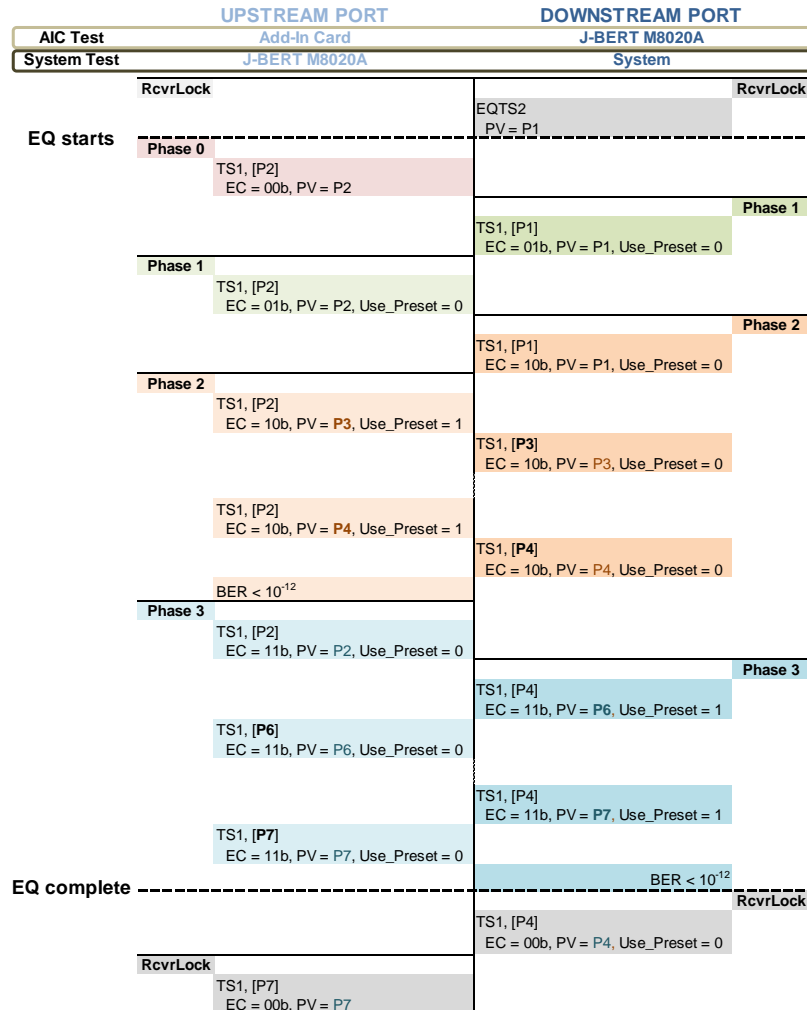 UPSTREAM PORT DOWNSTREAM PORT
AIC Test Add-In Card J-BERT M8020A
System Test J-BERT M8020A System
RcvrLock RcvrLock
EQTS2
PV = P1
EQ starts
Phase 0
TS1, [P2]
EC = 00b, PV = P2
Phase 1
TS1, [P1]
EC = 01b, PV = P1, Use_Preset = 0
Phase 1
TS1, [P2]
EC = 01b, PV = P2, Use_Preset = 0
Phase 2
TS1, [P1]
EC = 10b, PV = P1, Use_Preset = 0
Phase 2
TS1, [P2]
EC = 10b, PV = P3, Use_Preset = 1
TS1, [P3]
EC = 10b, PV = P3, Use_Preset = 0
TS1, [P2]
EC = 10b, PV = P4, Use_Preset = 1
TS1, [P4]
EC = 10b, PV = P4, Use_Preset = 0
BER < 10⁻¹²
Phase 3
TS1, [P2]
EC = 11b, PV = P2, Use_Preset = 0
Phase 3
TS1, [P4]
EC = 11b, PV = P6, Use_Preset = 1
TS1, [P6]
EC = 11b, PV = P6, Use_Preset = 0
TS1, [P4]
EC = 11b, PV = P7, Use_Preset = 1
TS1, [P7]
EC = 11b, PV = P7, Use_Preset = 0
BER < 10⁻¹²
EQ complete
RcvrLock
TS1, [P4]
EC = 00b, PV = P4, Use_Preset = 0
RcvrLock
TS1, [P7]
EC = 00b, PV = P7